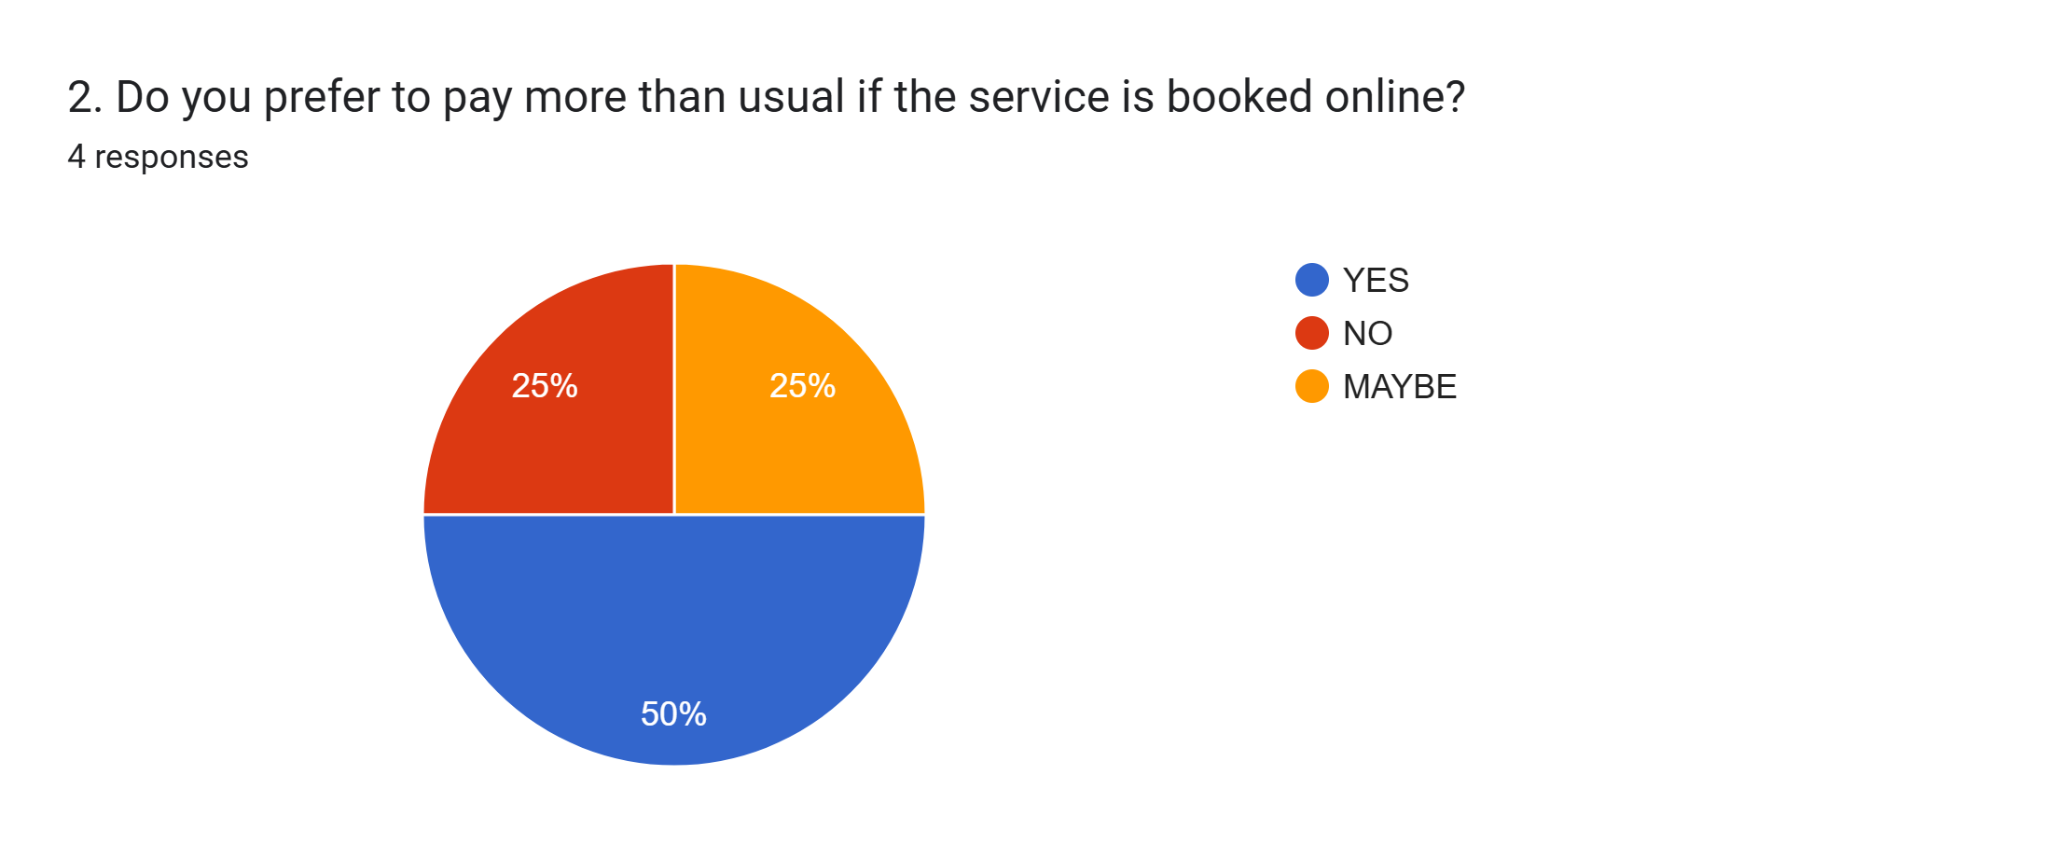 2. Do you prefer to pay more than usual if the service is booked online?
4 responses
YES
NO
MAYBE
25%
25%
50%